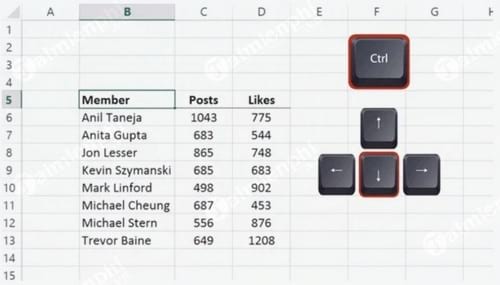 A B C D E F G H
1
2
3
Ctrl
4
5 Member Posts Likes
6 Anil Taneja 1043 775
7 Anita Gupta 683 544
8 Jon Lesser 865 748
9 Kevin Szymanski 685 683
10 Mark Linford 498 902
11 Michael Cheung 687 453
12 Michael Stern 556 876
13 Trevor Baine 649 1208
14
15
Taimienphi